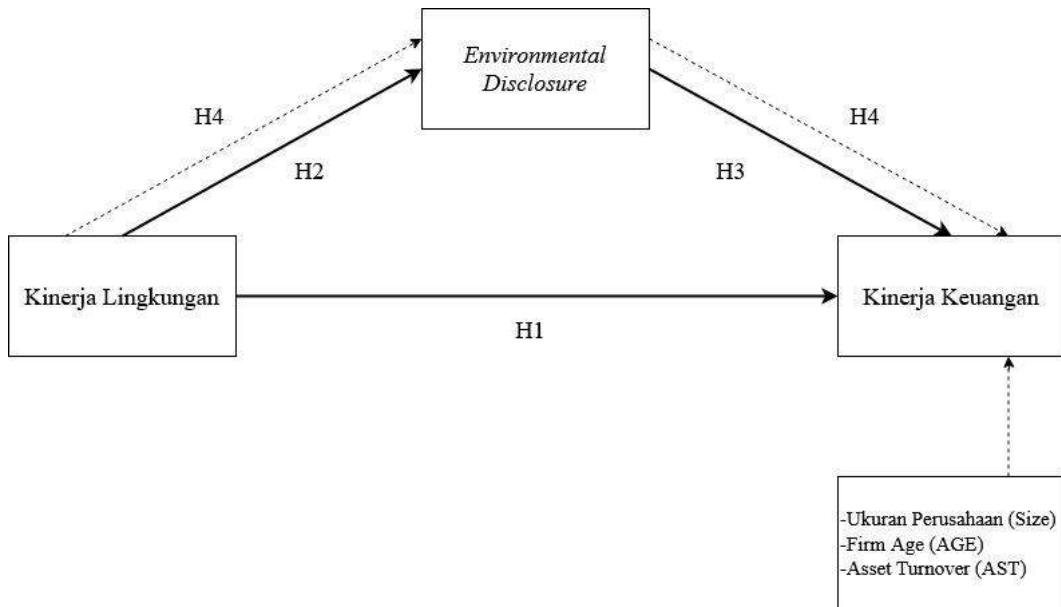 Environmental
Disclosure
H4
H4
H2
H3
Kinerja Lingkungan
Kinerja Keuangan
H1
-Ukuran Perusahaan (Size)
-Firm Age (AGE)
-Asset Turnover (AST)